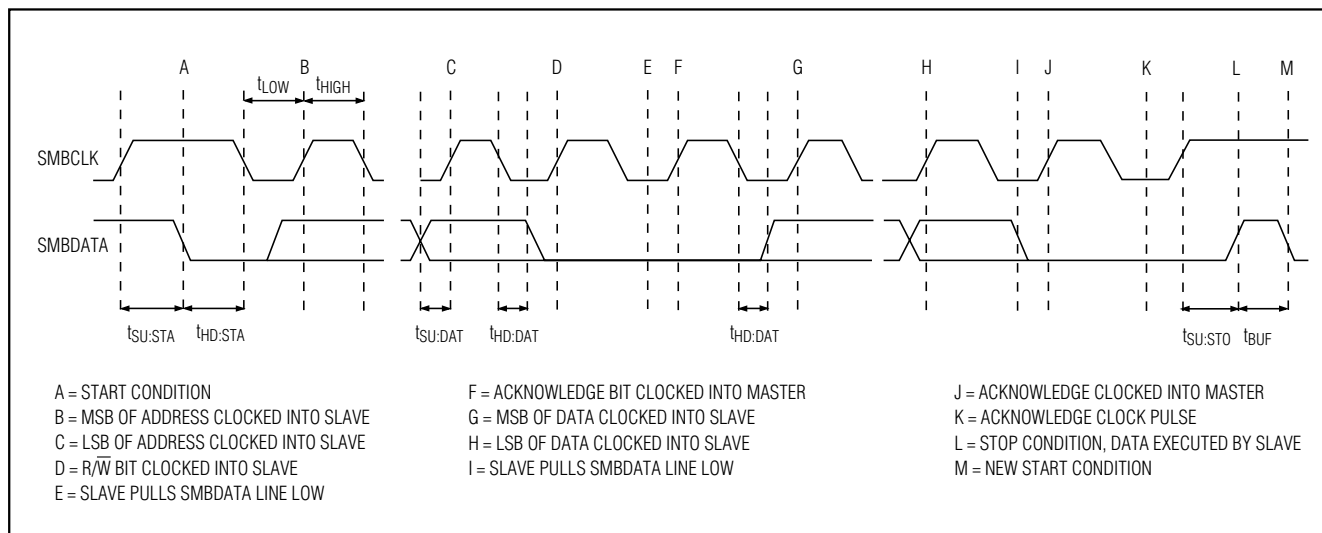 A B C D E F G H I J K L M
tLOW tHIGH
SMBCLK
SMBDATA
tSU:STA tHD:STA tSU:DAT tHD:DAT tHD:DAT tSU:STO tBUF
A = START CONDITION
B = MSB OF ADDRESS CLOCKED INTO SLAVE
C = LSB OF ADDRESS CLOCKED INTO SLAVE
D = R/W̅ BIT CLOCKED INTO SLAVE
E = SLAVE PULLS SMBDATA LINE LOW
F = ACKNOWLEDGE BIT CLOCKED INTO MASTER
G = MSB OF DATA CLOCKED INTO SLAVE
H = LSB OF DATA CLOCKED INTO SLAVE
I = SLAVE PULLS SMBDATA LINE LOW
J = ACKNOWLEDGE CLOCKED INTO MASTER
K = ACKNOWLEDGE CLOCK PULSE
L = STOP CONDITION, DATA EXECUTED BY SLAVE
M = NEW START CONDITION